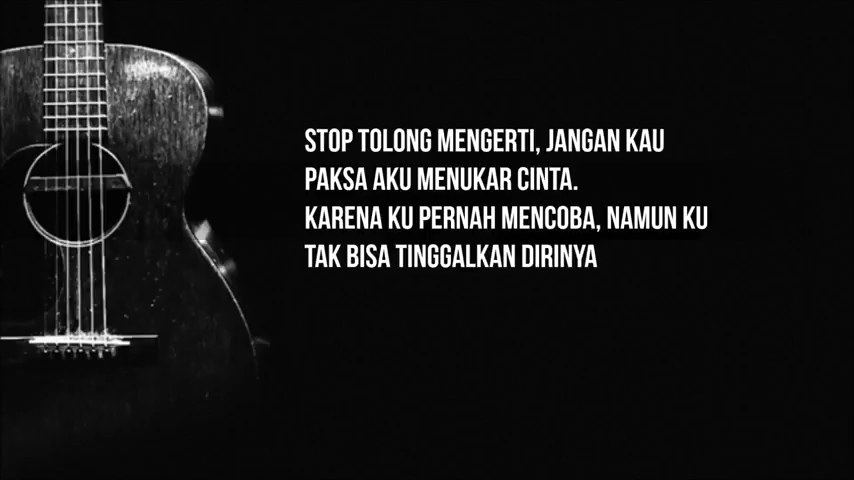 STOP TOLONG MENGERTI, JANGAN KAU
PAKSA AKU MENUKAR CINTA.
KARENA KU PERNAH MENCOBA, NAMUN KU
TAK BISA TINGGALKAN DIRINYA